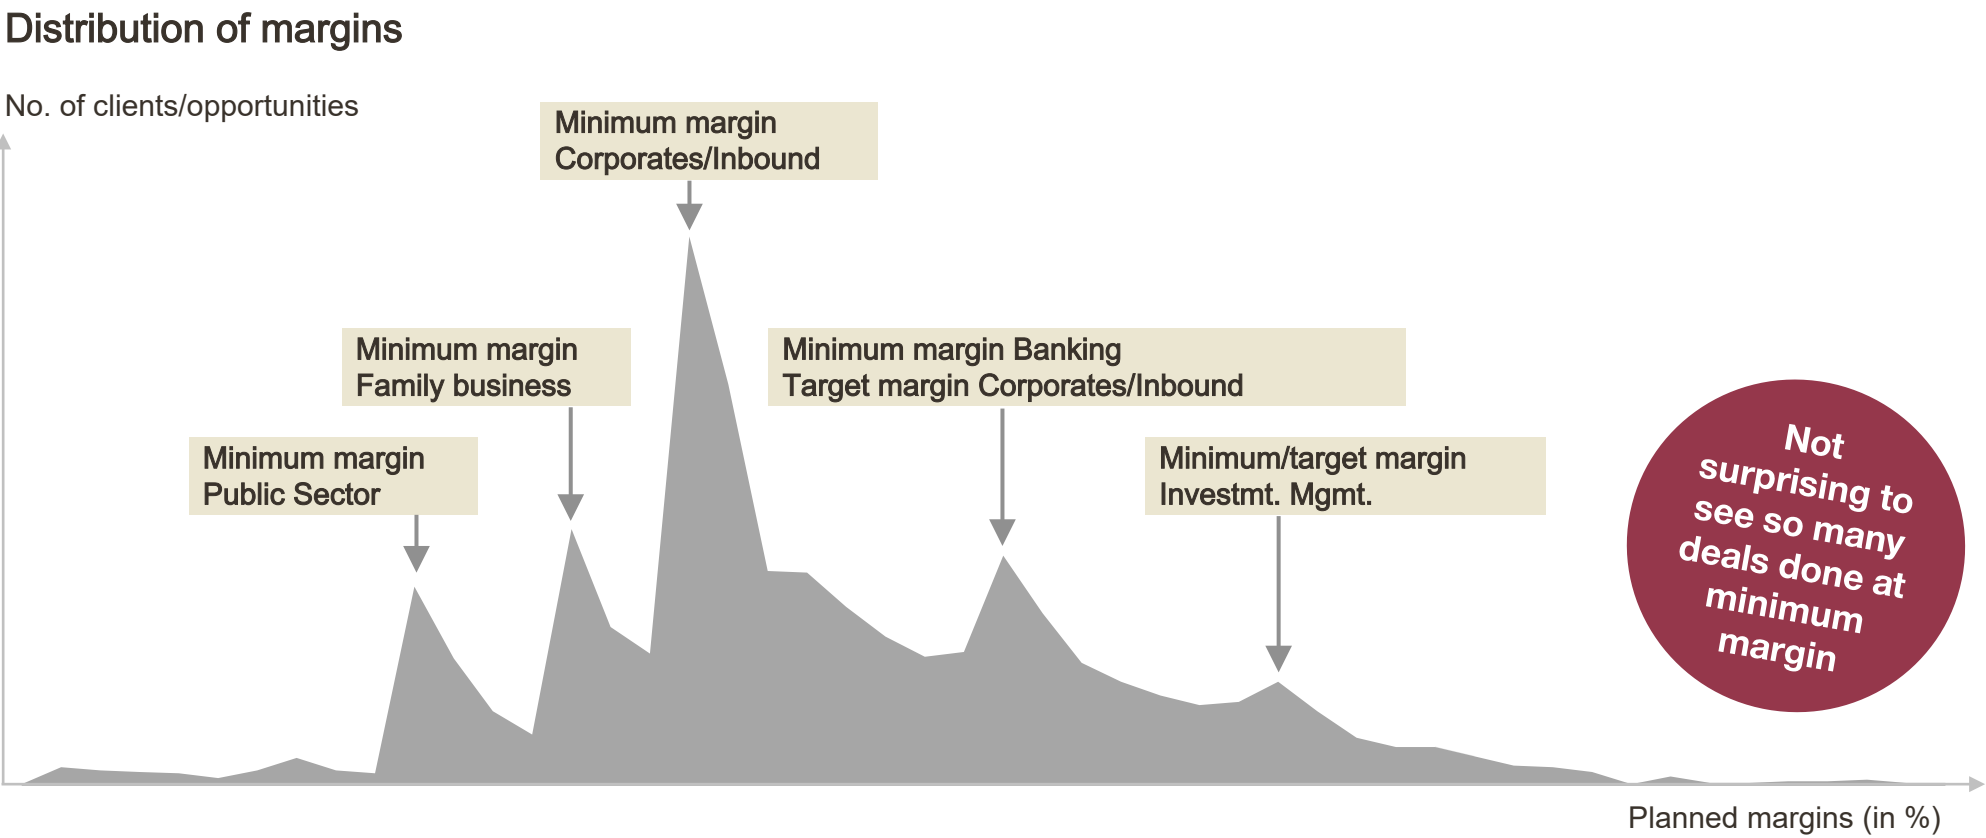 Distribution of margins
No. of clients/opportunities
Minimum margin
Corporates/Inbound
Minimum margin
Family business
Minimum margin Banking
Target margin Corporates/Inbound
Minimum margin
Public Sector
Minimum/target margin
Investmt. Mgmt.
Not
surprising to
see so many
deals done at
minimum
margin
Planned margins (in %)